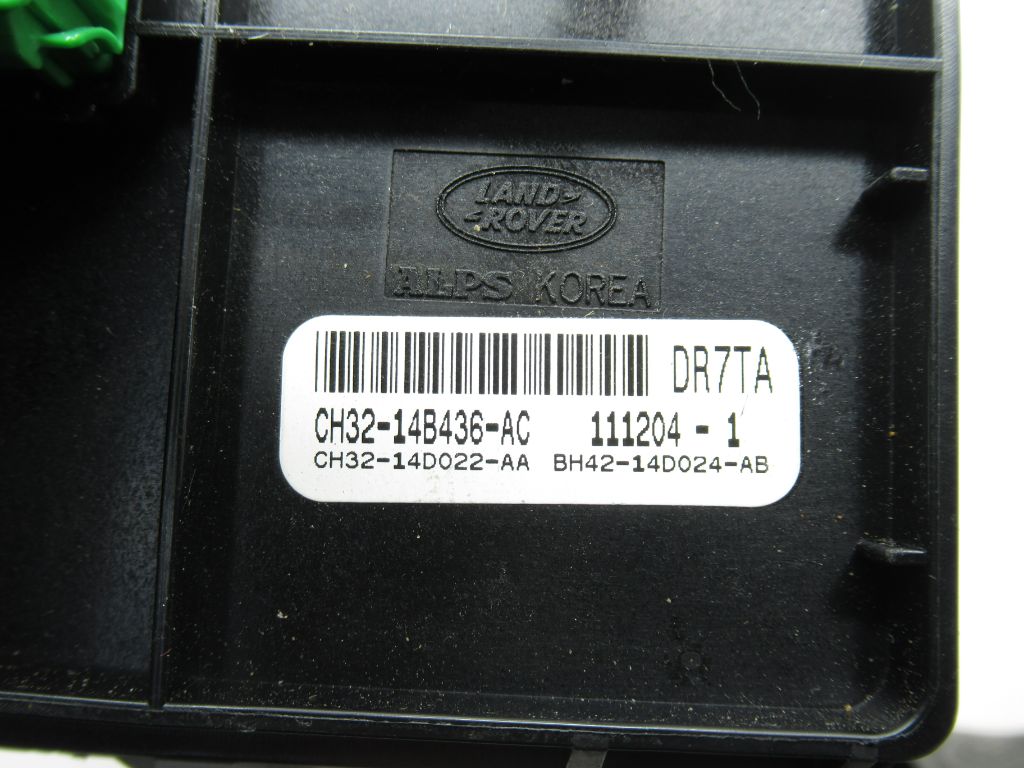 LAND
ROVER
ALPS KOREA
DR7TA
CH32-14B436-AC 111204 - 1
CH32-14D022-AA BH42-14D024-AB